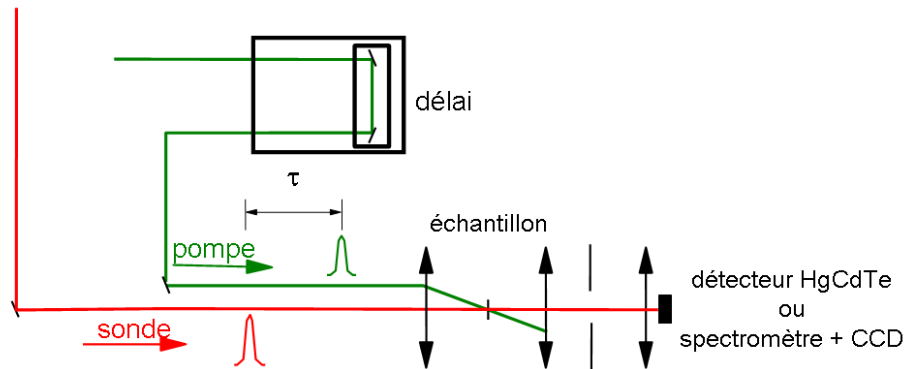 délai
τ
échantillon
pompe
sonde
détecteur HgCdTe
ou
spectromètre + CCD